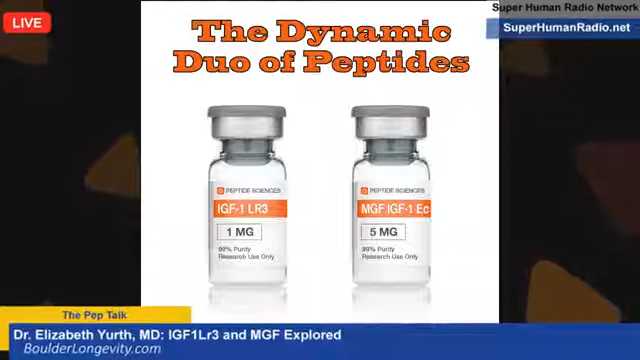 Super Human Radio Network
LIVE
SuperHumanRadio.net
The Dynamic
Duo of Peptides
PEPTIDE SCIENCES
IGF-1 LR3
1 MG
99% Purity
Research Use Only
PEPTIDE SCIENCES
MGF IGF-1 Ec
5 MG
99% Purity
Research Use Only
The Pep Talk
Dr. Elizabeth Yurth, MD: IGF1Lr3 and MGF Explored
BoulderLongevity.com